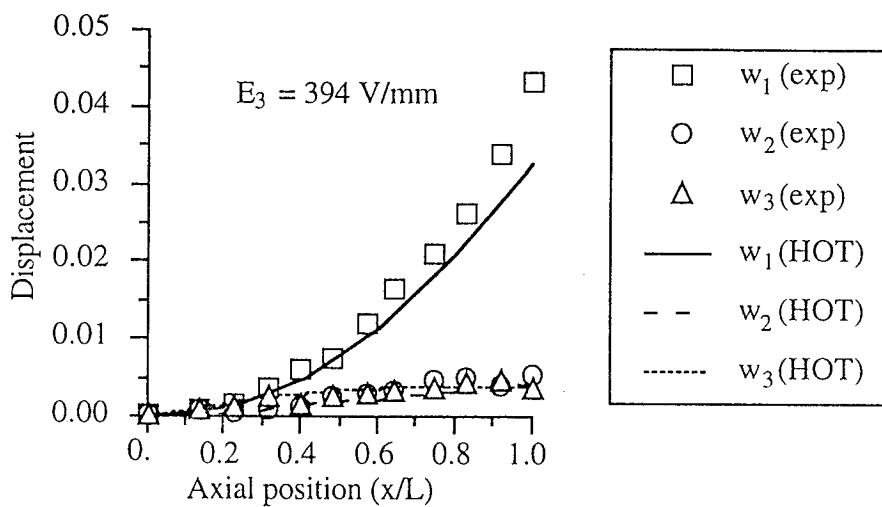 0.05
0.04
0.03
0.02
0.01
0.00
Displacement
E3 = 394 V/mm
0.
0.2
0.4
0.6
0.8
1.0
Axial position (x/L)
w1(exp)
w2(exp)
w3(exp)
w1(HOT)
w2(HOT)
w3(HOT)